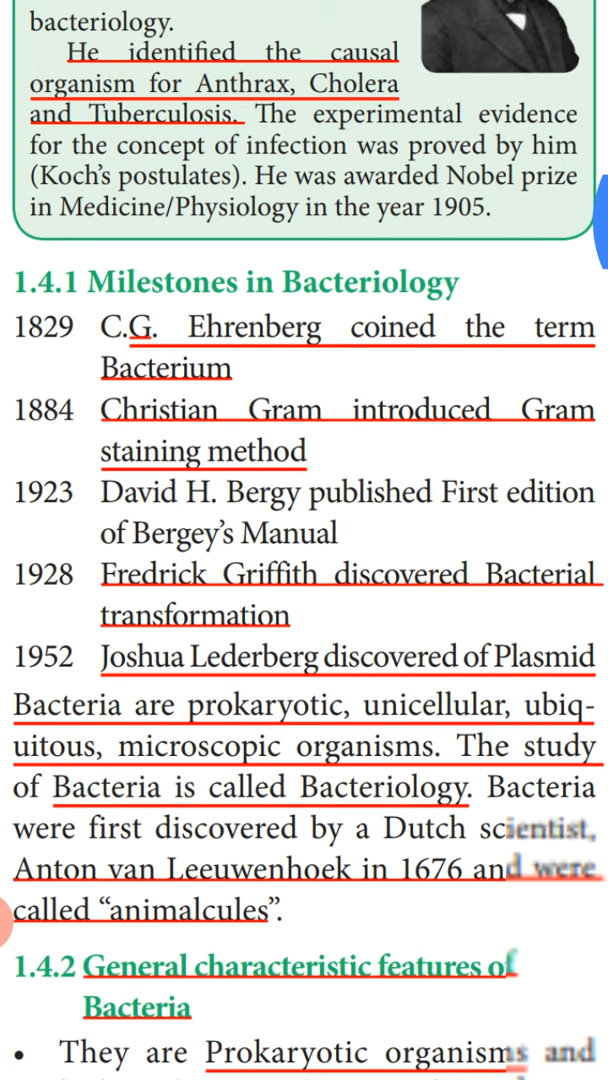 bacteriology.
He identified the causal
organism for Anthrax, Cholera
and Tuberculosis. The experimental evidence
for the concept of infection was proved by him
(Koch's postulates). He was awarded Nobel prize
in Medicine/Physiology in the year 1905.
1.4.1 Milestones in Bacteriology
1829 C.G. Ehrenberg coined the term
Bacterium
1884 Christian Gram introduced Gram
staining method
1923 David H. Bergy published First edition
of Bergey's Manual
1928 Fredrick Griffith discovered Bacterial
transformation
1952 Joshua Lederberg discovered of Plasmid
Bacteria are prokaryotic, unicellular, ubiq-
uitous, microscopic organisms. The study
of Bacteria is called Bacteriology. Bacteria
were first discovered by a Dutch scientist,
Anton van Leeuwenhoek in 1676 and were
called “animalcules”.
1.4.2 General characteristic features of
Bacteria
• They are Prokaryotic organisms and